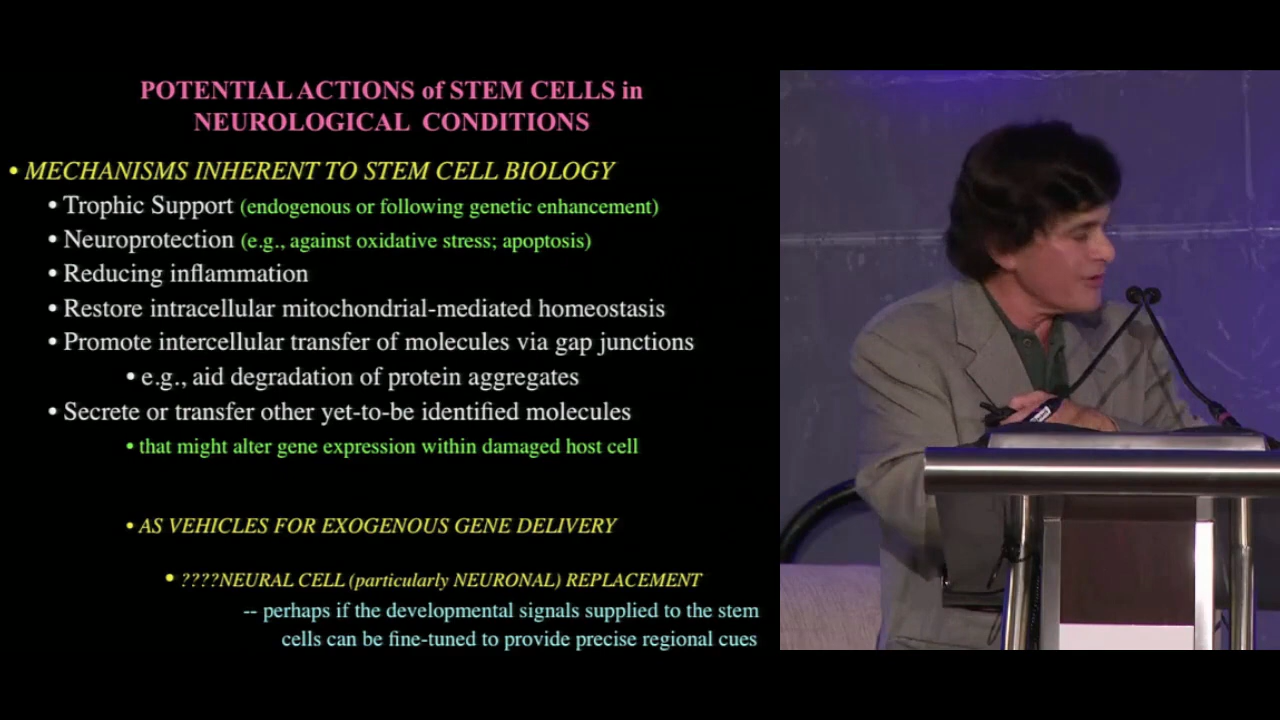 POTENTIAL ACTIONS of STEM CELLS in
NEUROLOGICAL CONDITIONS
• MECHANISMS INHERENT TO STEM CELL BIOLOGY
• Trophic Support (endogenous or following genetic enhancement)
• Neuroprotection (e.g., against oxidative stress; apoptosis)
• Reducing inflammation
• Restore intracellular mitochondrial-mediated homeostasis
• Promote intercellular transfer of molecules via gap junctions
• e.g., aid degradation of protein aggregates
• Secrete or transfer other yet-to-be identified molecules
• that might alter gene expression within damaged host cell
• AS VEHICLES FOR EXOGENOUS GENE DELIVERY
• ????NEURAL CELL (particularly NEURONAL) REPLACEMENT
-- perhaps if the developmental signals supplied to the stem
cells can be fine-tuned to provide precise regional cues